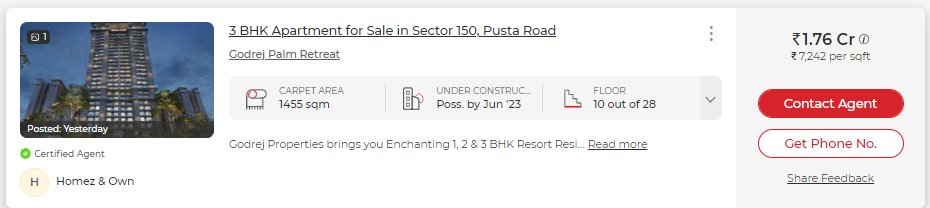 1
Posted: Yesterday
Certified Agent
H
Homez & Own
3 BHK Apartment for Sale in Sector 150, Pusta Road
Godrej Palm Retreat
CARPET AREA
1455 sqm
UNDER CONSTRUC...
Poss. by Jun '23
FLOOR
10 out of 28
Godrej Properties brings you Enchanting 1, 2 & 3 BHK Resort Resi... Read more
₹1.76 Cr i
₹7,242 per sqft
Contact Agent
Get Phone No.
Share Feedback